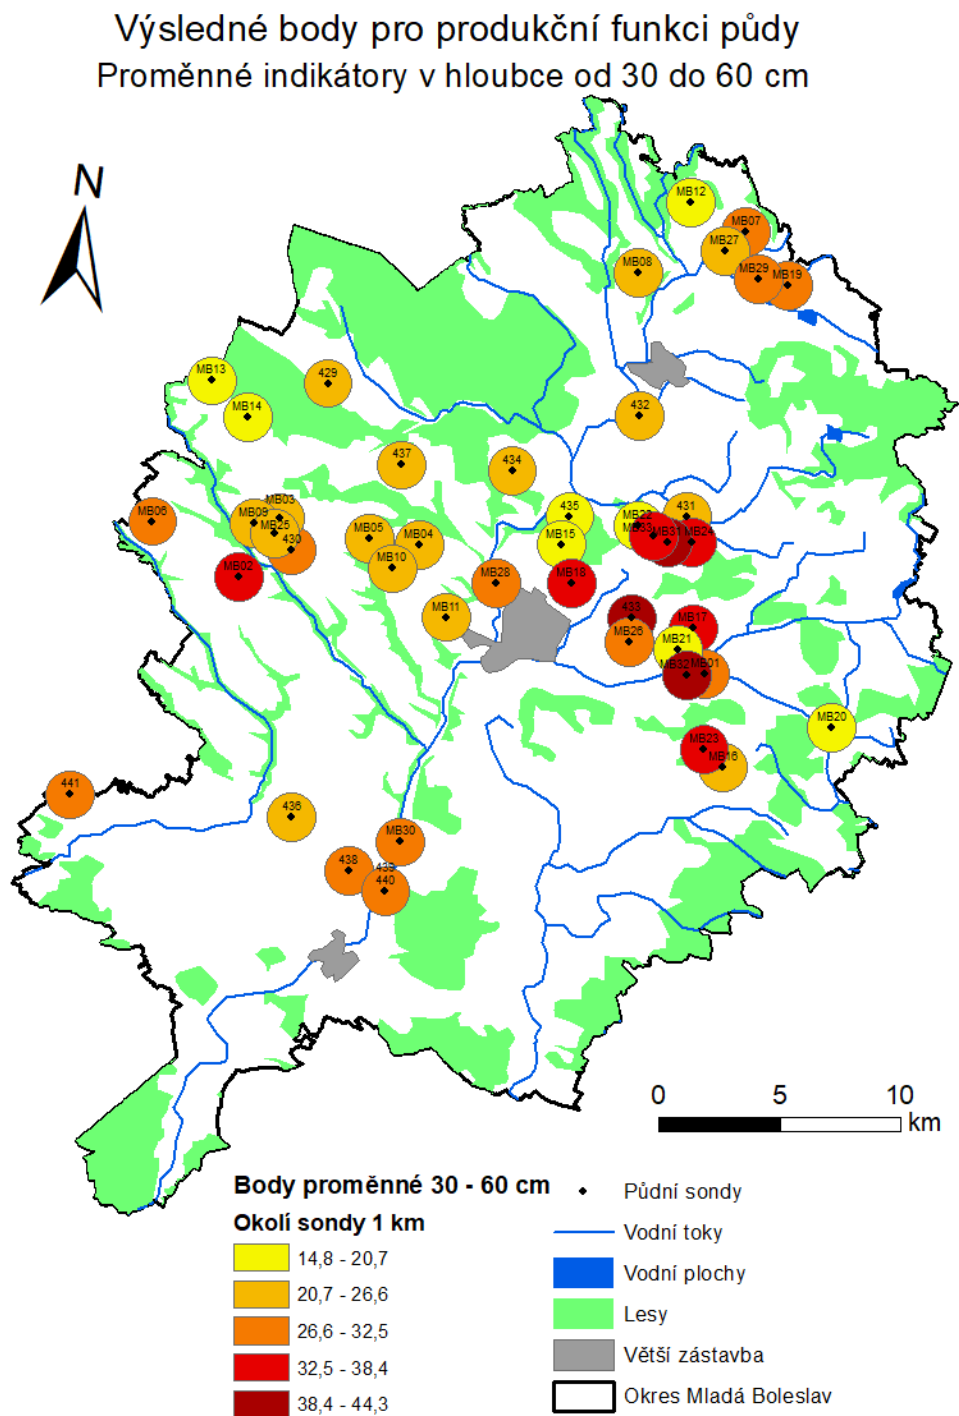 Výsledné body pro produkční funkci půdy
Proměnné indikátory v hloubce od 30 do 60 cm
N
MB12
MB07
MB27
MB08
MB29
MB19
MB13
429
MB14
432
437
434
MB03
MB06
MB09
MB25
430
MB05
MB04
435
MB22
431
MB33
MB31
MB24
MB15
MB02
MB10
MB28
MB18
MB11
433
MB17
MB26
MB21
MB32
MB01
MB20
MB23
MB16
441
436
MB30
438
439
440
0 5 10
km
Body proměnné 30 - 60 cm
Okolí sondy 1 km
14,8 - 20,7
20,7 - 26,6
26,6 - 32,5
32,5 - 38,4
38,4 - 44,3
Půdní sondy
Vodní toky
Vodní plochy
Lesy
Větší zástavba
Okres Mladá Boleslav